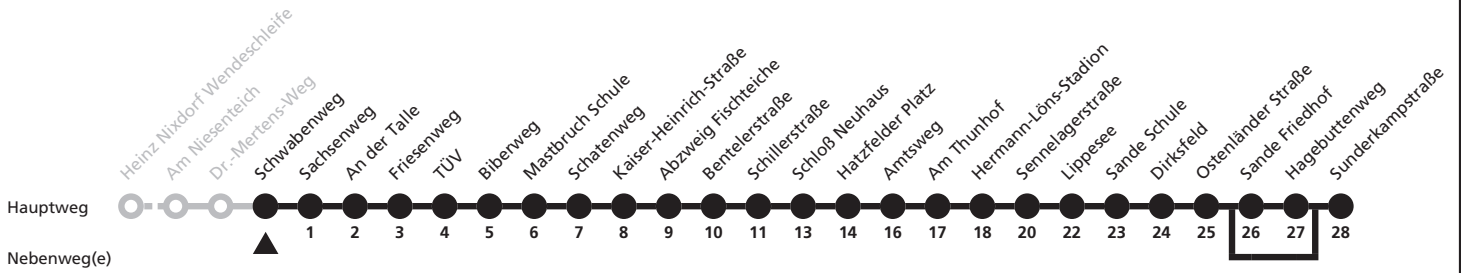 Heinz Nixdorf Wendeschleife
Am Niesenteich
Dr.-Mertens-Weg
Schwabenweg
Sachsenweg
An der Talle
Friesenweg
TÜV
Biberweg
Mastbruch Schule
Schatenweg
Kaiser-Heinrich-Straße
Abzweig Fischteiche
Bentelerstraße
Schillerstraße
Schloß Neuhaus
Hatzfelder Platz
Amtsweg
Am Thunhof
Hermann-Löns-Stadion
Sennelagerstraße
Lippesee
Sande Schule
Dirksfeld
Ostenländer Straße
Sande Friedhof
Hagebuttenweg
Sunderkampstraße
Hauptweg
1 2 3 4 5 6 7 8 9 10 11 13 14 16 17 18 20 22 23 24 25 26 27 28
Nebenweg(e)